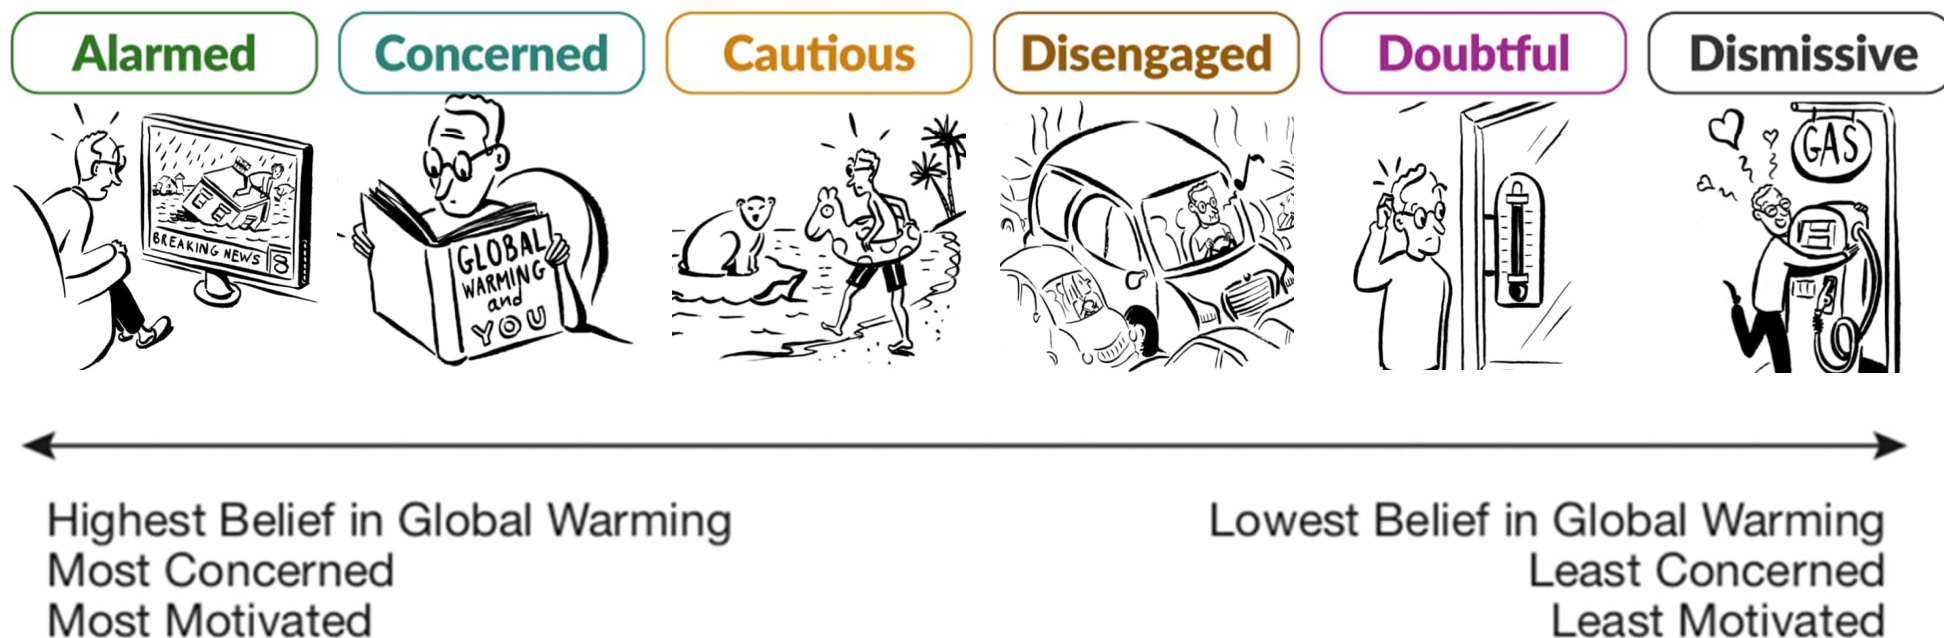 Alarmed
Concerned
Cautious
Disengaged
Doubtful
Dismissive
BREAKING NEWS 8
GLOBAL
WARMING
and
YOU
GAS
Highest Belief in Global Warming
Most Concerned
Most Motivated
Lowest Belief in Global Warming
Least Concerned
Least Motivated